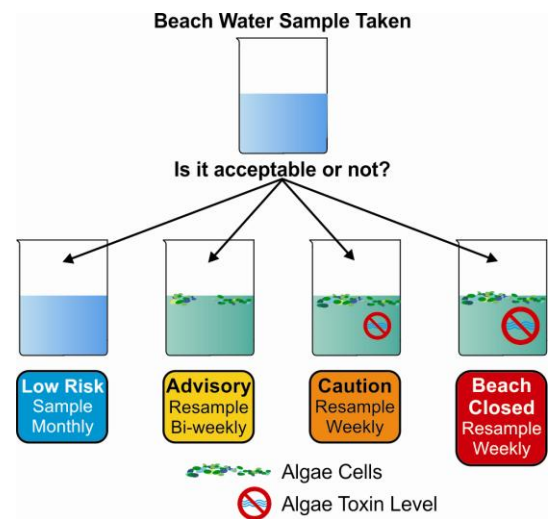 Beach Water Sample Taken
Is it acceptable or not?
Low Risk
Sample
Monthly
Advisory
Resample
Bi-weekly
Caution
Resample
Weekly
Beach
Closed
Resample
Weekly
Algae Cells
Algae Toxin Level